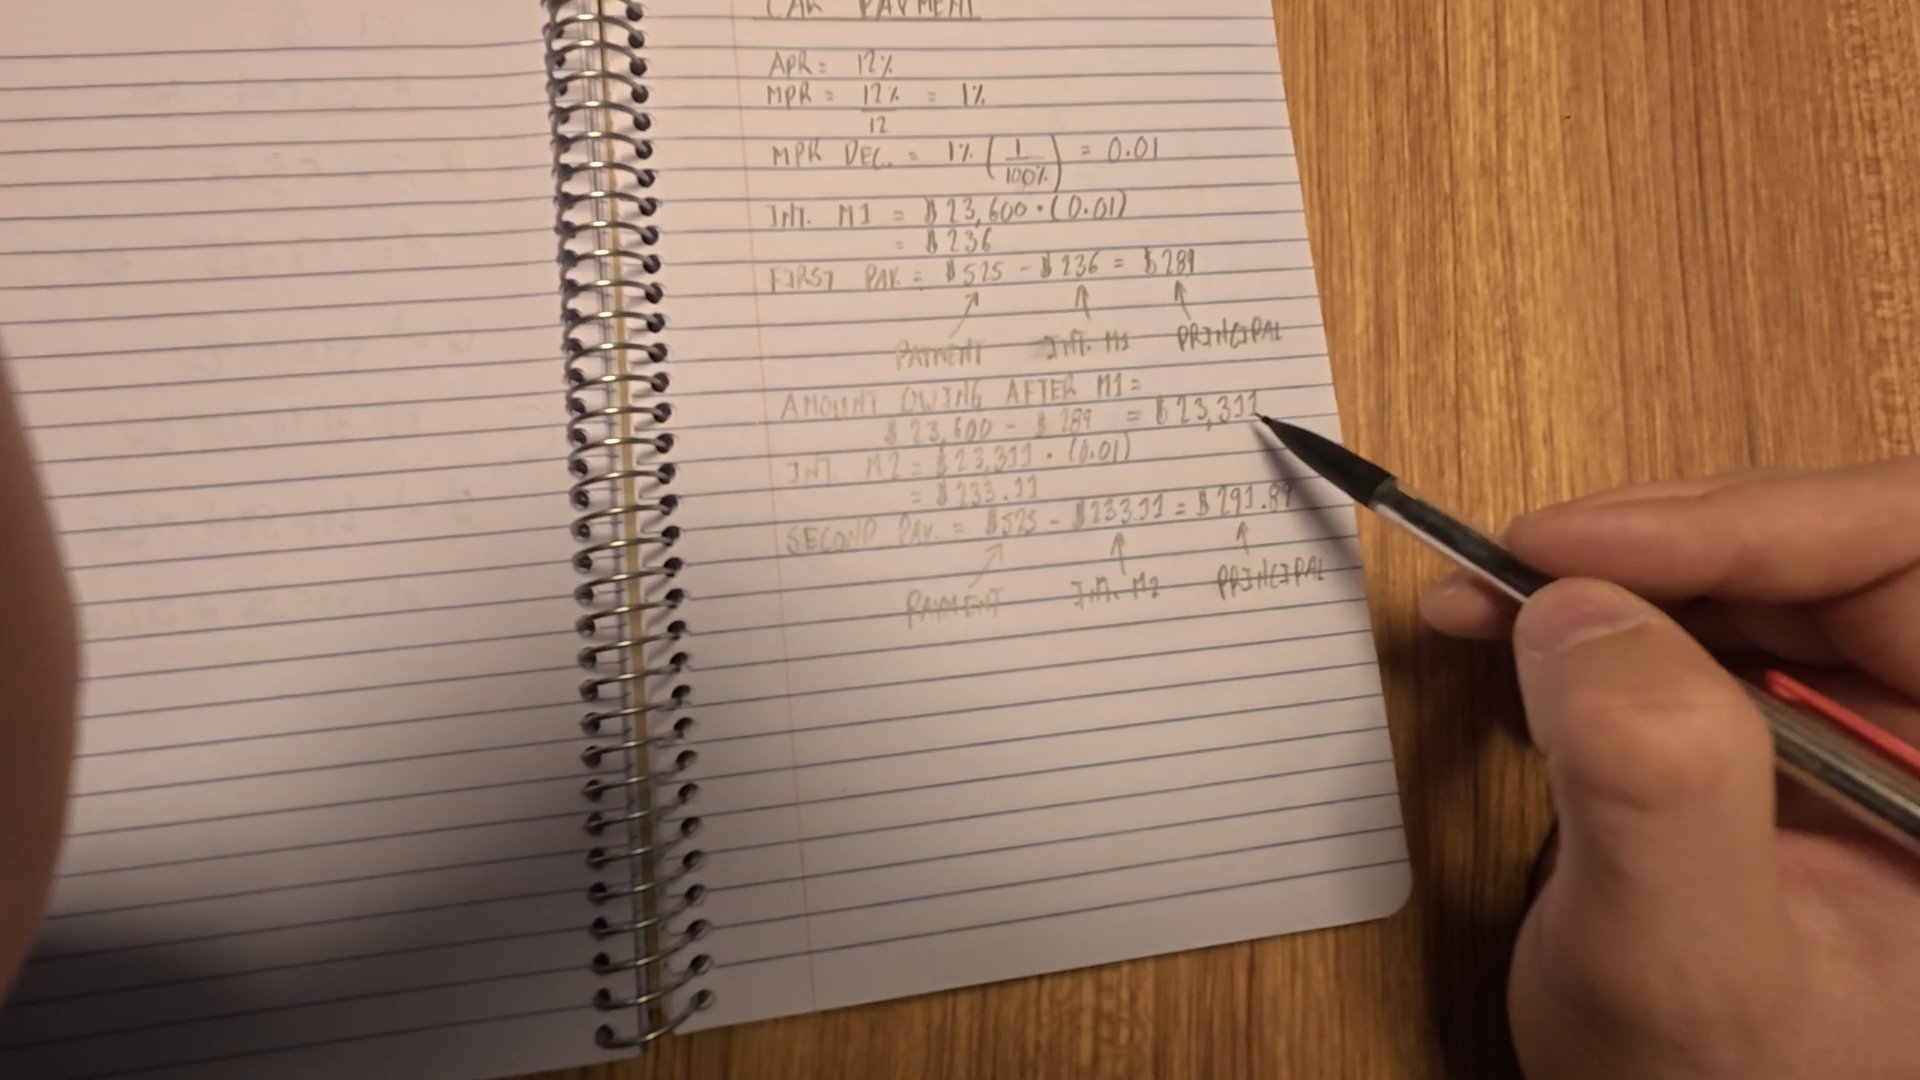 CAR PAYMENT
APR = 12%
MPR = 12%/12 = 1%
MPR DEC. = 1% (1/100%) = 0.01
INT. M1 = $23,600 · (0.01)
= $236
FIRST PAY. = $525 - $236 = $289
PAYMENT INT. M1 PRINCIPAL
AMOUNT OWING AFTER M1 =
$23,600 - $289 = $23,311
INT. M2 = $23,311 · (0.01)
= $233.11
SECOND PAY. = $525 - $233.11 = $291.89
PAYMENT INT. M2 PRINCIPAL